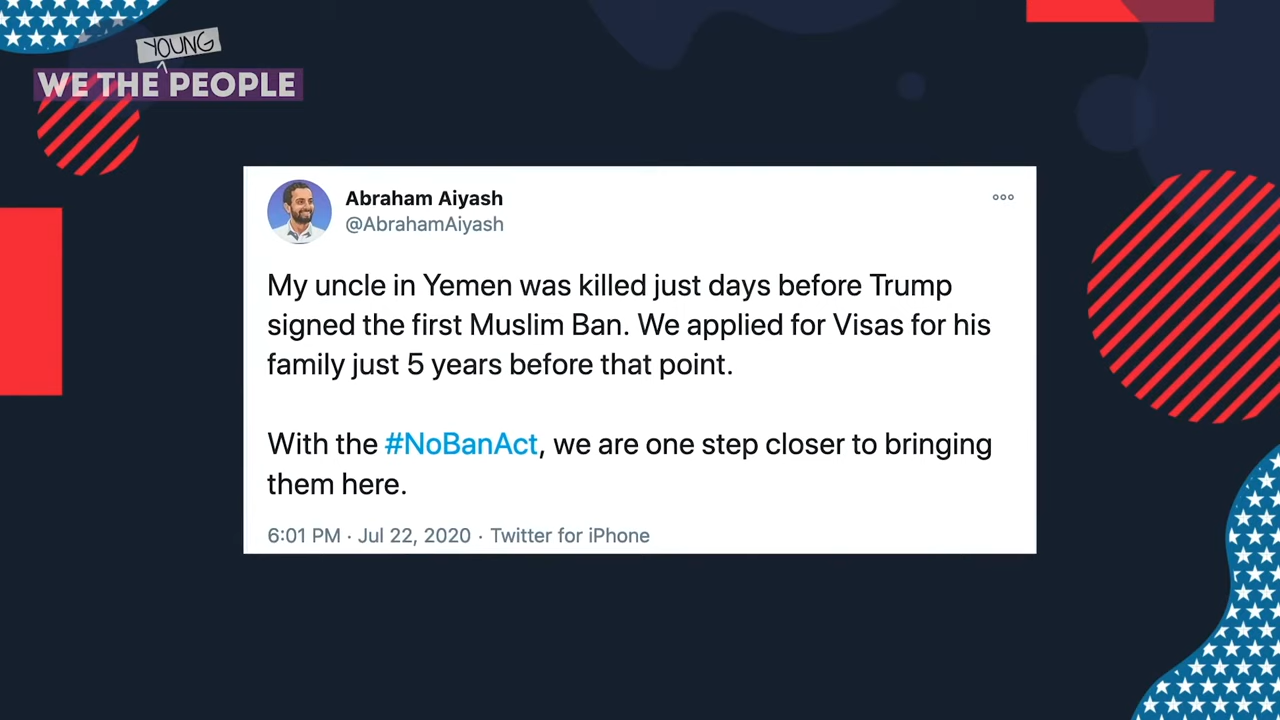 YOUNG
WE THE PEOPLE
Abraham Aiyash
@AbrahamAiyash
My uncle in Yemen was killed just days before Trump
signed the first Muslim Ban. We applied for Visas for his
family just 5 years before that point.
With the #NoBanAct, we are one step closer to bringing
them here.
6:01 PM · Jul 22, 2020 · Twitter for iPhone